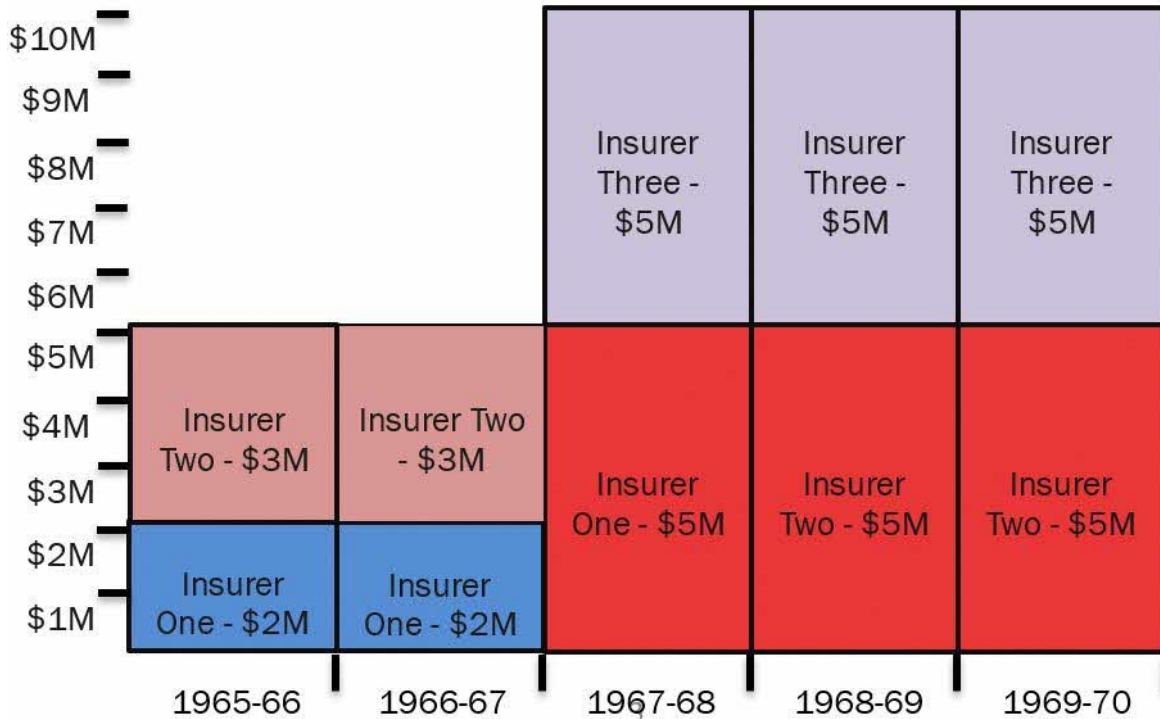 $10M
$9M
$8M
$7M
$6M
$5M
$4M
$3M
$2M
$1M
Insurer
Three -
$5M
Insurer
Three -
$5M
Insurer
Three -
$5M
Insurer
Two - $3M
Insurer Two
- $3M
Insurer
One - $5M
Insurer
Two - $5M
Insurer
Two - $5M
Insurer
One - $2M
Insurer
One - $2M
1965-66
1966-67
1967-68
1968-69
1969-70